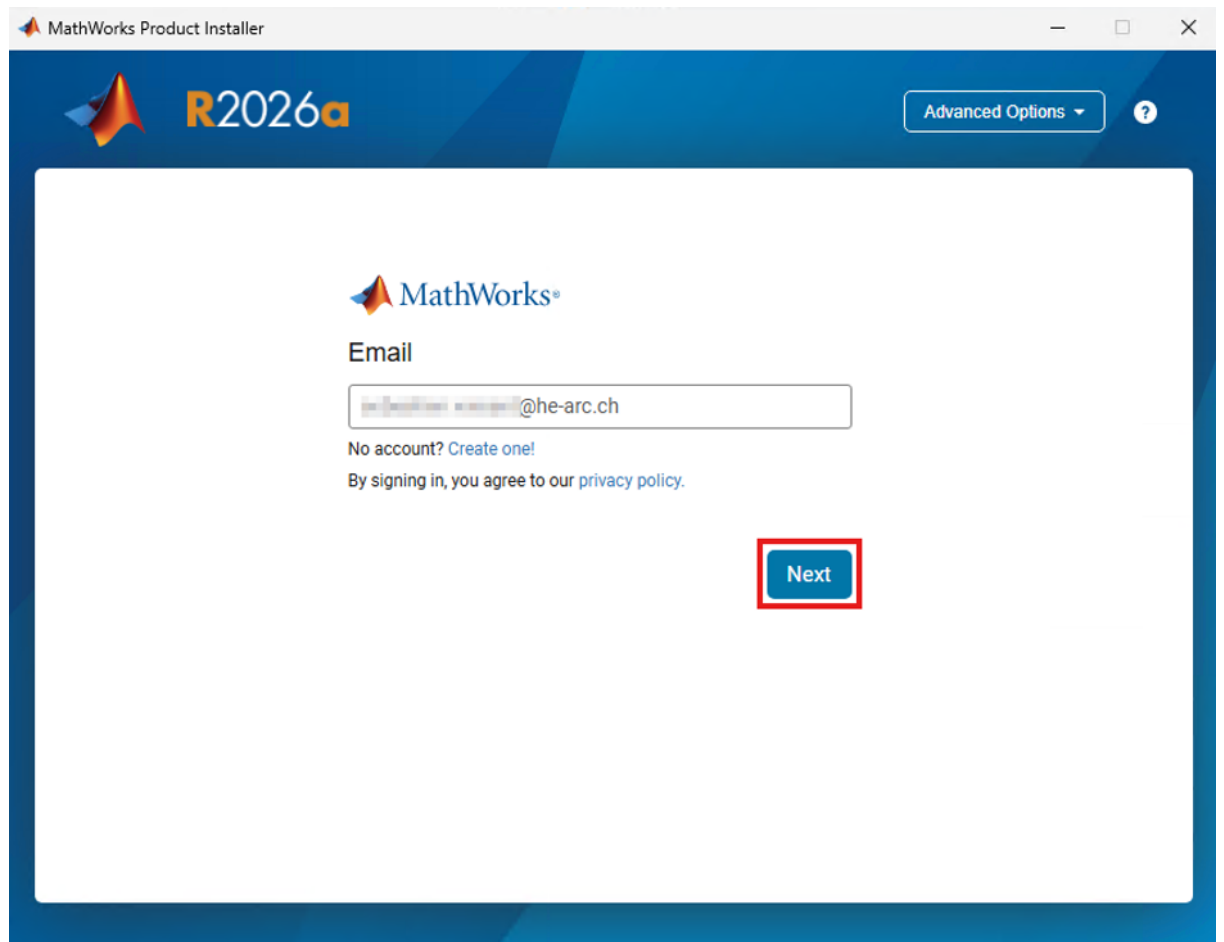 MathWorks Product Installer
R2026a
Advanced Options
?
MathWorks®
Email
@he-arc.ch
No account? Create one!
By signing in, you agree to our privacy policy.
Next